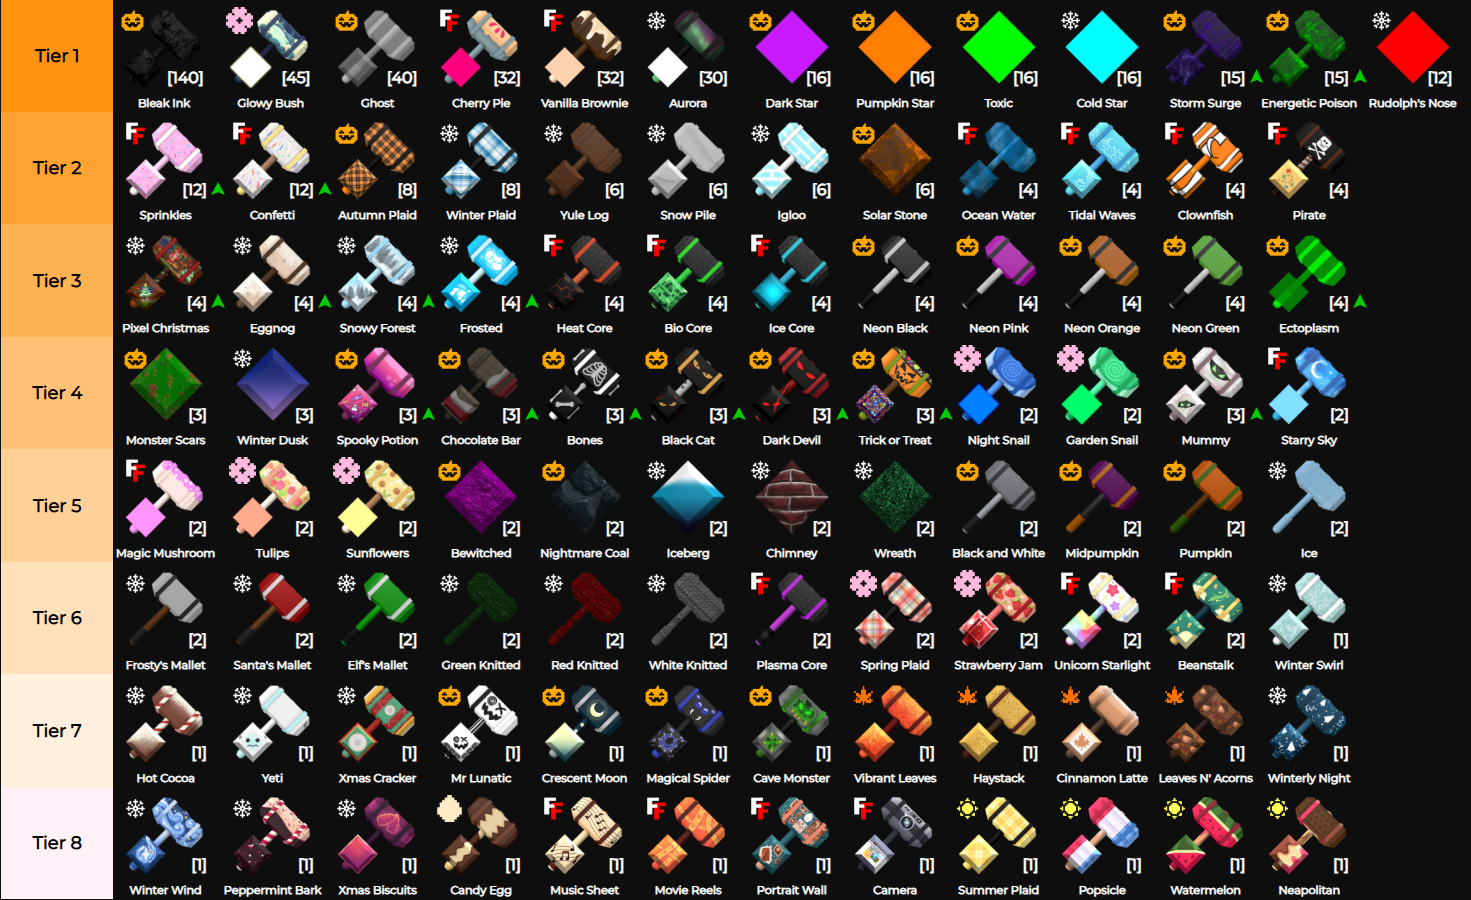 Tier 1
[140] [45] [40] [32] [32] [30] [16] [16] [16] [16] [15] [15] [12]
Bleak Ink Glowy Bush Ghost Cherry Pie Vanilla Brownie Aurora Dark Star Pumpkin Star Toxic Cold Star Storm Surge Energetic Poison Rudolph's Nose
Tier 2
[12] [12] [8] [8] [6] [6] [6] [6] [4] [4] [4] [4]
Sprinkles Confetti Autumn Plaid Winter Plaid Yule Log Snow Pile Igloo Solar Stone Ocean Water Tidal Waves Clownfish Pirate
Tier 3
[4] [4] [4] [4] [4] [4] [4] [4] [4] [4] [4] [4]
Pixel Christmas Eggnog Snowy Forest Frosted Heat Core Bio Core Ice Core Neon Black Neon Pink Neon Orange Neon Green Ectoplasm
Tier 4
[3] [3] [3] [3] [3] [3] [3] [3] [2] [2] [3] [2]
Monster Scars Winter Dusk Spooky Potion Chocolate Bar Bones Black Cat Dark Devil Trick or Treat Night Snail Garden Snail Mummy Starry Sky
Tier 5
[2] [2] [2] [2] [2] [2] [2] [2] [2] [2] [2] [2]
Magic Mushroom Tulips Sunflowers Bewitched Nightmare Coal Iceberg Chimney Wreath Black and White Midpumpkin Pumpkin Ice
Tier 6
[2] [2] [2] [2] [2] [2] [2] [2] [2] [2] [2] [1]
Frosty's Mallet Santa's Mallet Elf's Mallet Green Knitted Red Knitted White Knitted Plasma Core Spring Plaid Strawberry Jam Unicorn Starlight Beanstalk Winter Swirl
Tier 7
[1] [1] [1] [1] [1] [1] [1] [1] [1] [1] [1] [1]
Hot Cocoa Yeti Xmas Cracker Mr Lunatic Crescent Moon Magical Spider Cave Monster Vibrant Leaves Haystack Cinnamon Latte Leaves N' Acorns Winterly Night
Tier 8
[1] [1] [1] [1] [1] [1] [1] [1] [1] [1] [1] [1]
Winter Wind Peppermint Bark Xmas Biscuits Candy Egg Music Sheet Movie Reels Portrait Wall Camera Summer Plaid Popsicle Watermelon Neapolitan